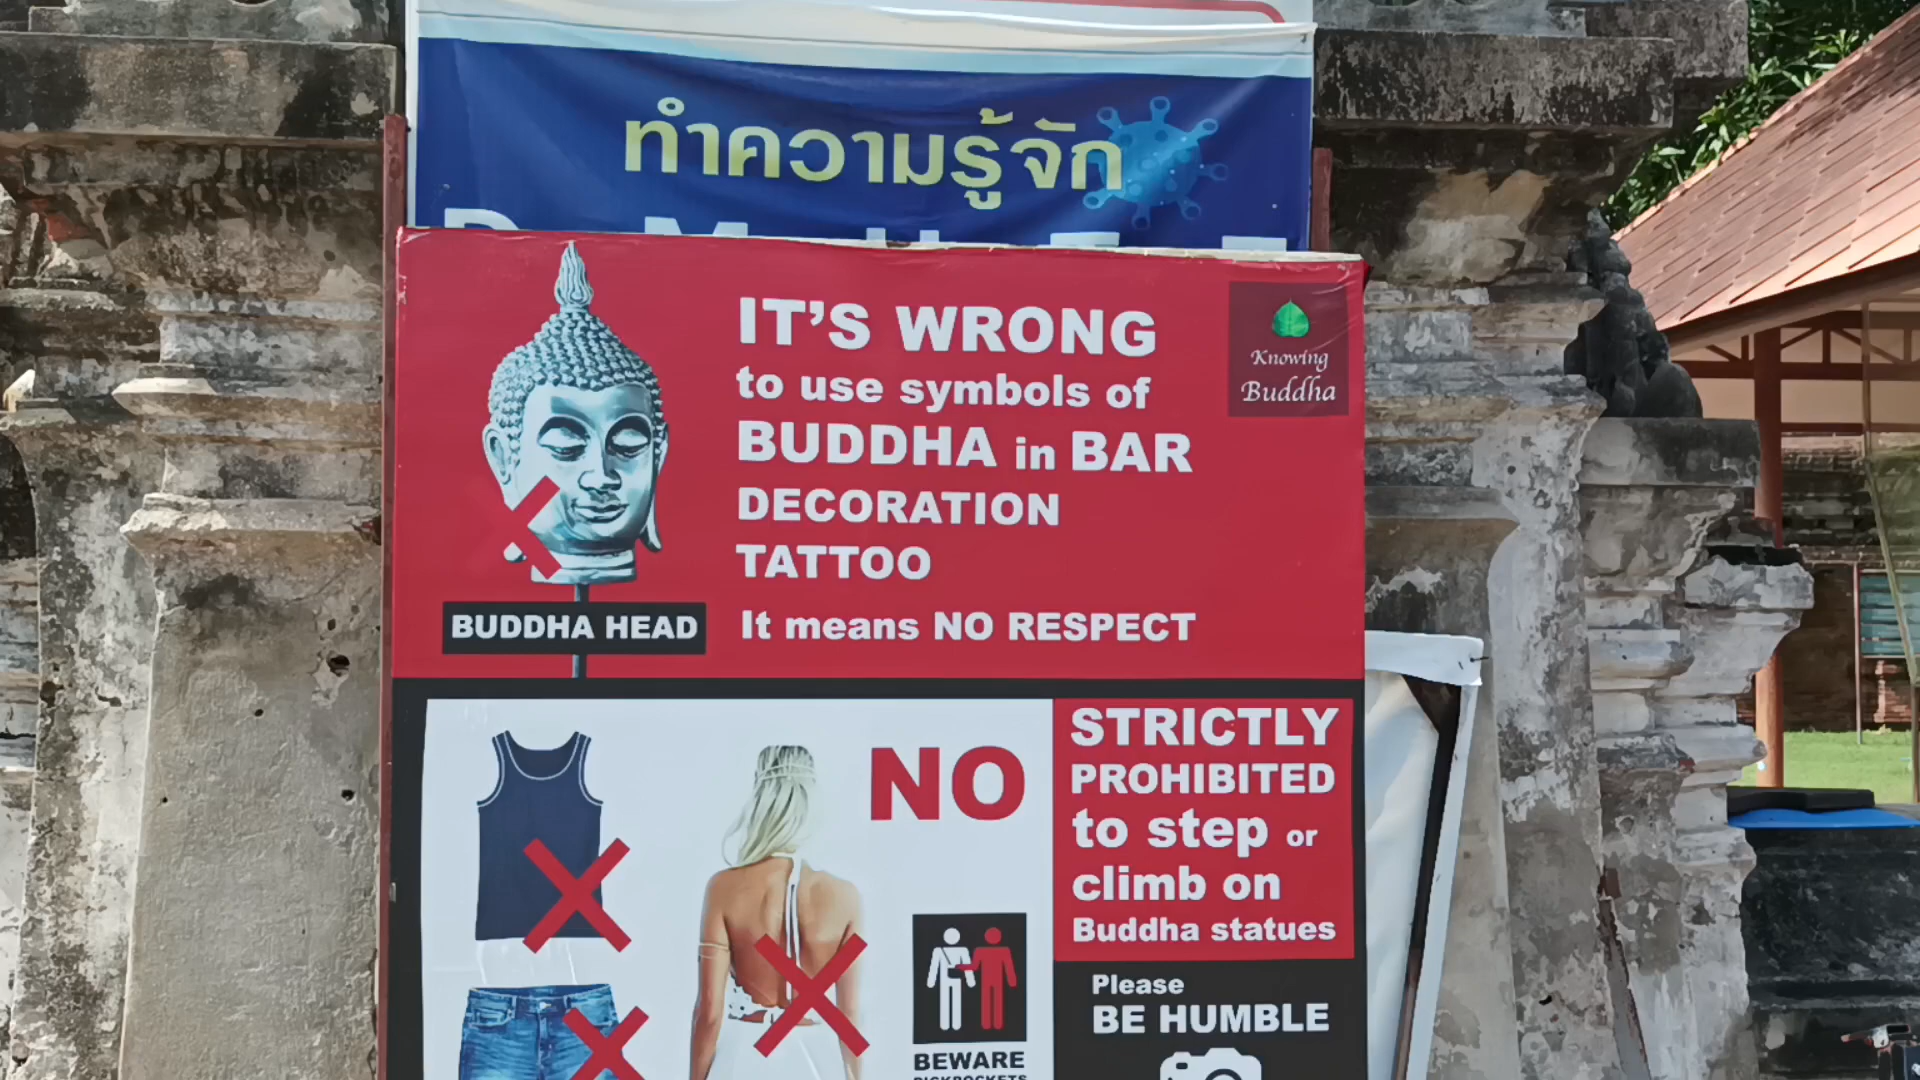 ทำความรู้จัก
IT'S WRONG
to use symbols of
BUDDHA in BAR
DECORATION
TATTOO
It means NO RESPECT
Knowing
Buddha
BUDDHA HEAD
NO
BEWARE
PICKPOCKETS
STRICTLY
PROHIBITED
to step or
climb on
Buddha statues
Please
BE HUMBLE